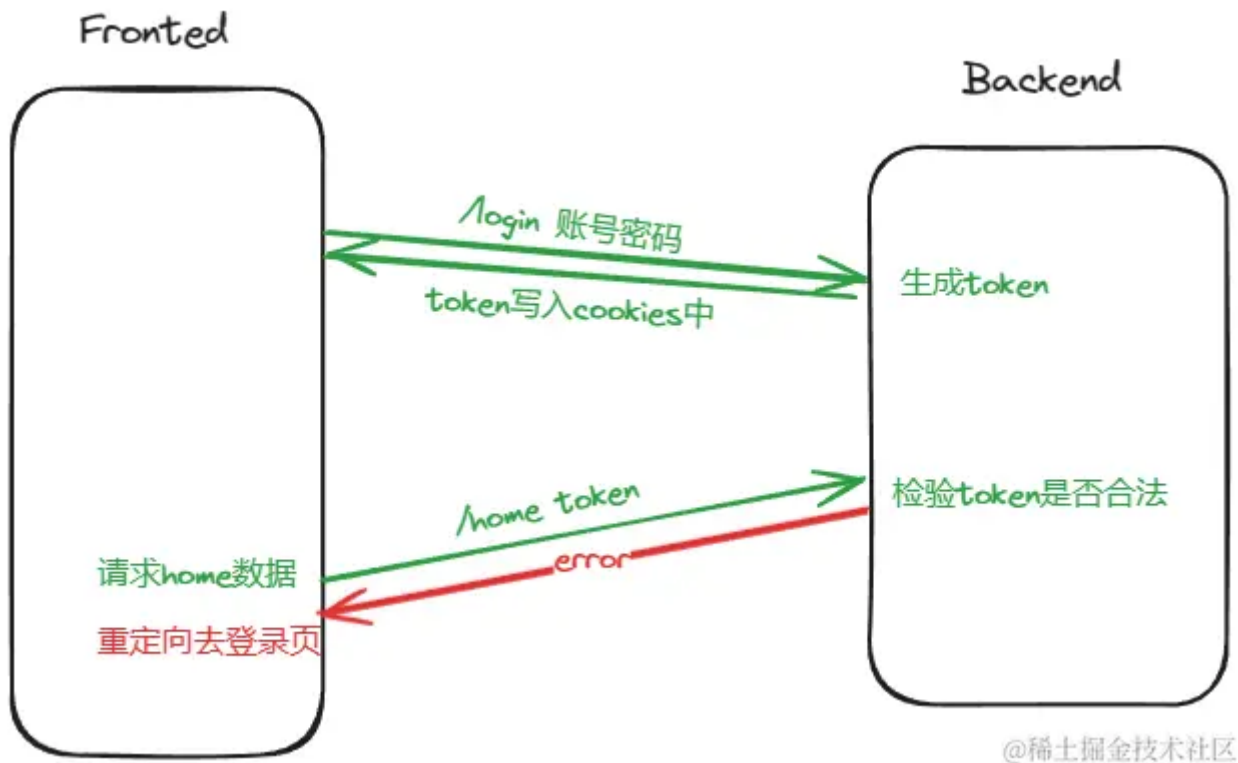 Fronted
Backend
/login 账号密码
生成token
token写入cookies中
/home token
检验token是否合法
error
请求home数据
重定向去登录页
@稀土掘金技术社区